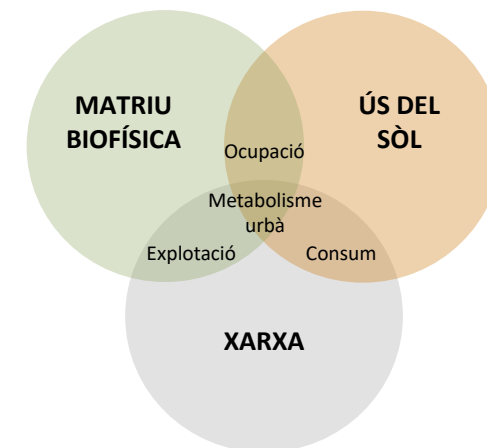 MATRIU
BIOFÍSICA
ÚS DEL
SÒL
Ocupació
Metabolisme
urbà
Explotació
Consum
XARXA